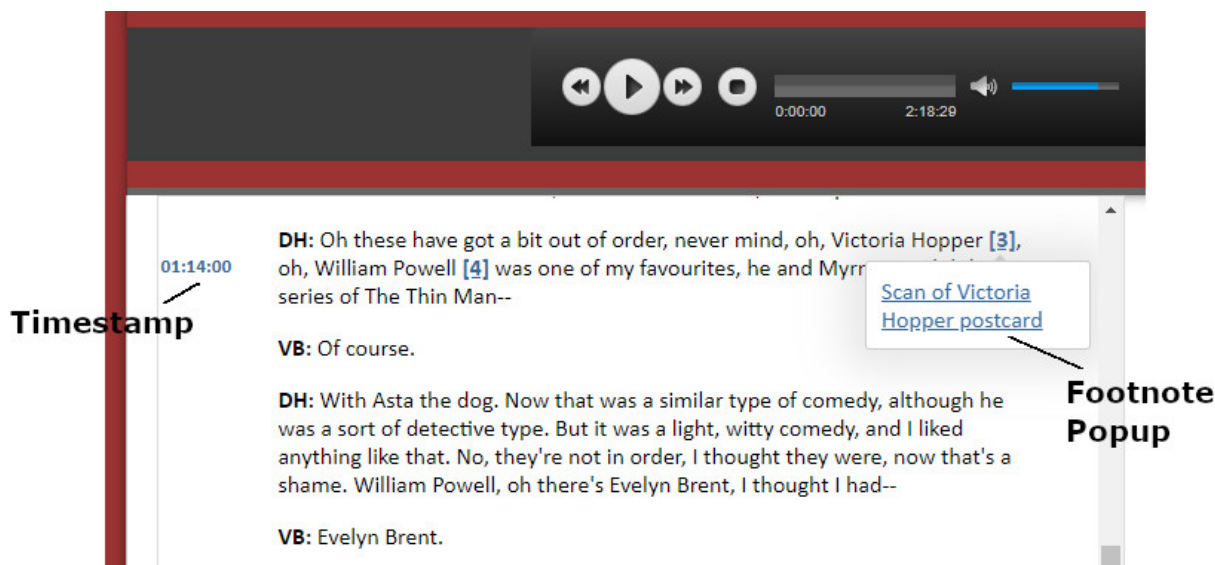 0:00:00 2:18:29
DH: Oh these have got a bit out of order, never mind, oh, Victoria Hopper [3],
01:14:00
oh, William Powell [4] was one of my favourites, he and
series of The Thin Man--
Scan of Victoria
Hopper postcard
Timestamp
VB: Of course.
Footnote
Popup
DH: With Asta the dog. Now that was a similar type of comedy, although he
was a sort of detective type. But it was a light, witty comedy, and I liked
anything like that. No, they're not in order, I thought they were, now that's a
shame. William Powell, oh there's Evelyn Brent, I thought I had--
VB: Evelyn Brent.